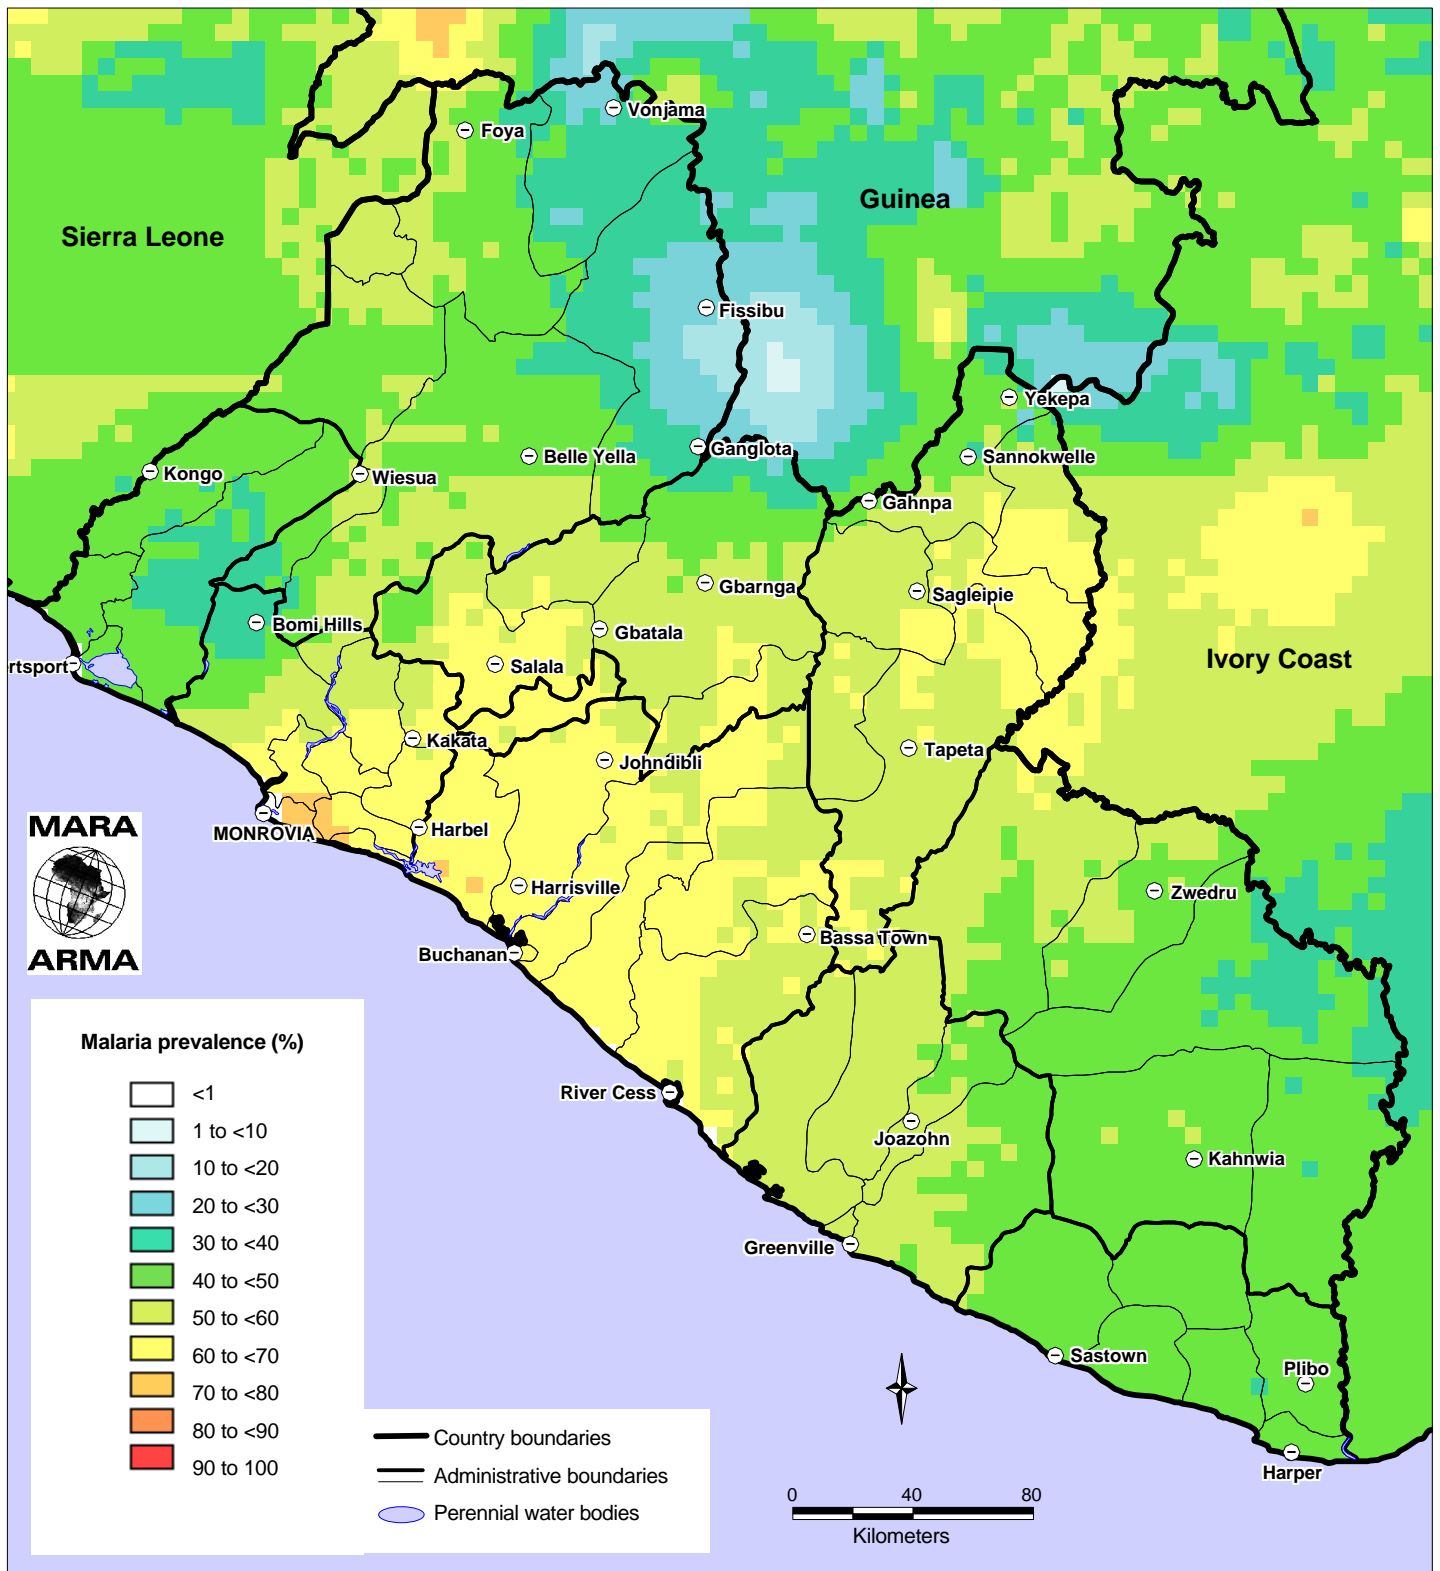 Vonjama
Foya
Guinea
Sierra Leone
Fissibu
Yekepa
Ganglota
Belle Yella
Sannokwelle
Kongo
Wiesua
Gahnpa
Gbarnga
Sagleipie
Bomi Hills
Gbatala
Ivory Coast
rtsport
Salala
Kakata
Tapeta
Johndibli
MONROVIA
Harbel
MARA
ARMA
Harrisville
Zwedru
Bassa Town
Buchanan
River Cess
Joazohn
Kahnwia
Greenville
Sastown
Plibo
Harper
Malaria prevalence (%)
<1
1 to <10
10 to <20
20 to <30
30 to <40
40 to <50
50 to <60
60 to <70
70 to <80
80 to <90
90 to 100
Country boundaries
Administrative boundaries
Perennial water bodies
0 40 80
Kilometers